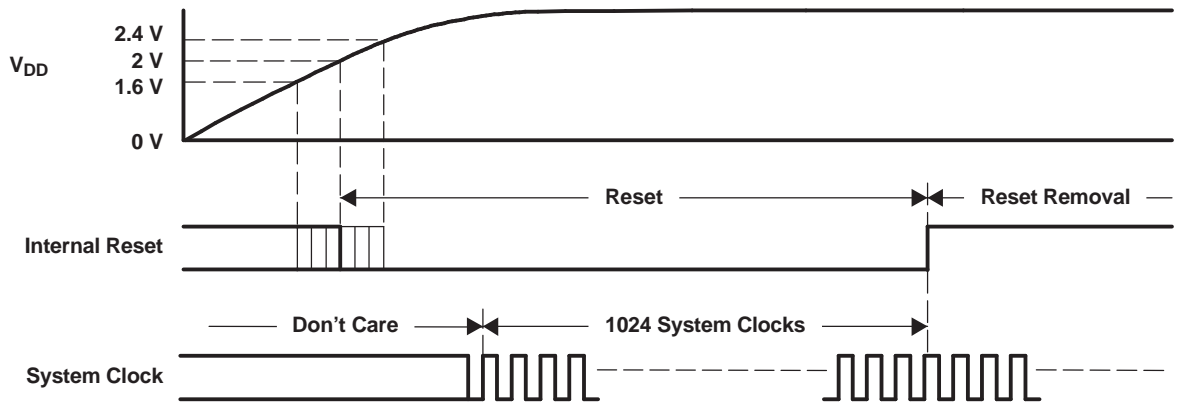 2.4 V
V_DD
2 V
1.6 V
0 V
Reset
Reset Removal
Internal Reset
Don't Care
1024 System Clocks
System Clock